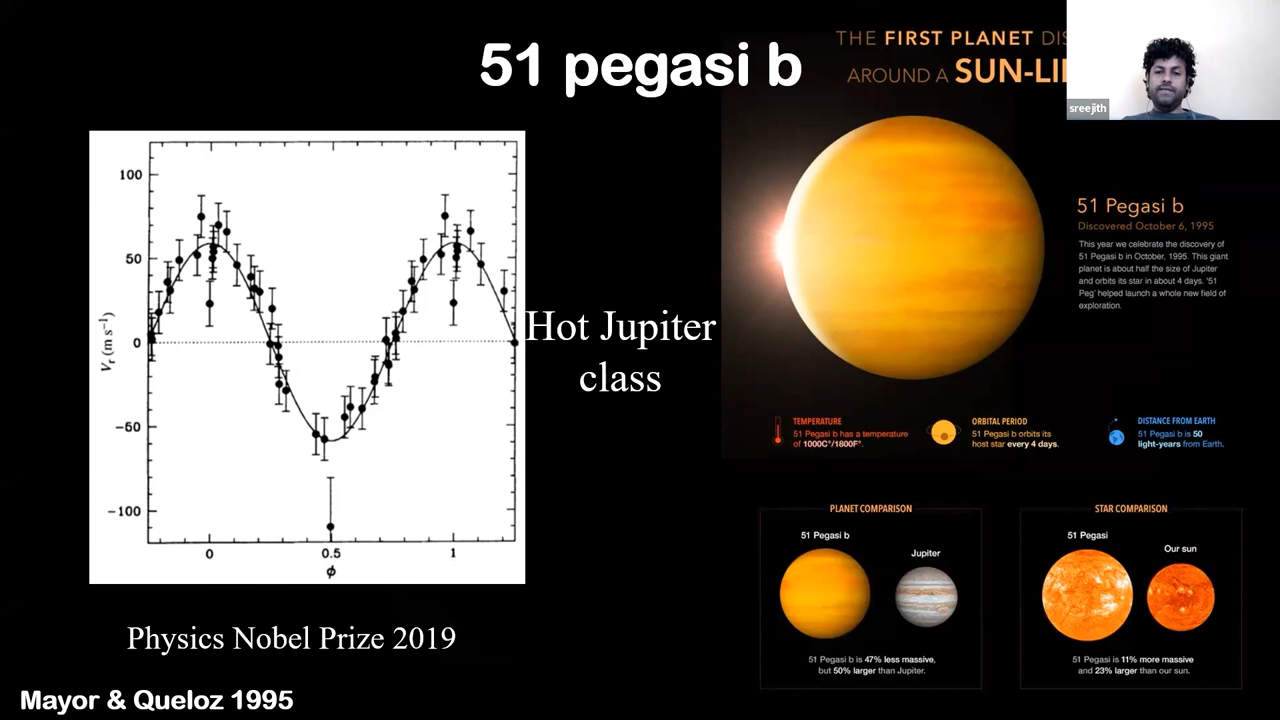 51 pegasi b
THE FIRST PLANET DIS
AROUND A SUN-LI
sreejith
100
50
0
−50
−100
Vr (m s−1)
0
0.5
1
φ
Hot Jupiter
class
51 Pegasi b
Discovered October 6, 1995
This year we celebrate the discovery of
51 Pegasi b in October, 1995. This giant
planet is about half the size of Jupiter
and orbits its star in about 4 days. '51
Peg' helped launch a whole new field of
exploration.
TEMPERATURE
51 Pegasi b has a temperature
of 1000C°/1800F°.
ORBITAL PERIOD
51 Pegasi b orbits its
host star every 4 days.
DISTANCE FROM EARTH
51 Pegasi b is 50
light-years from Earth.
PLANET COMPARISON
51 Pegasi b
Jupiter
51 Pegasi b is 47% less massive,
but 50% larger than Jupiter.
STAR COMPARISON
51 Pegasi
Our sun
51 Pegasi is 11% more massive
and 23% larger than our sun.
Physics Nobel Prize 2019
Mayor & Queloz 1995